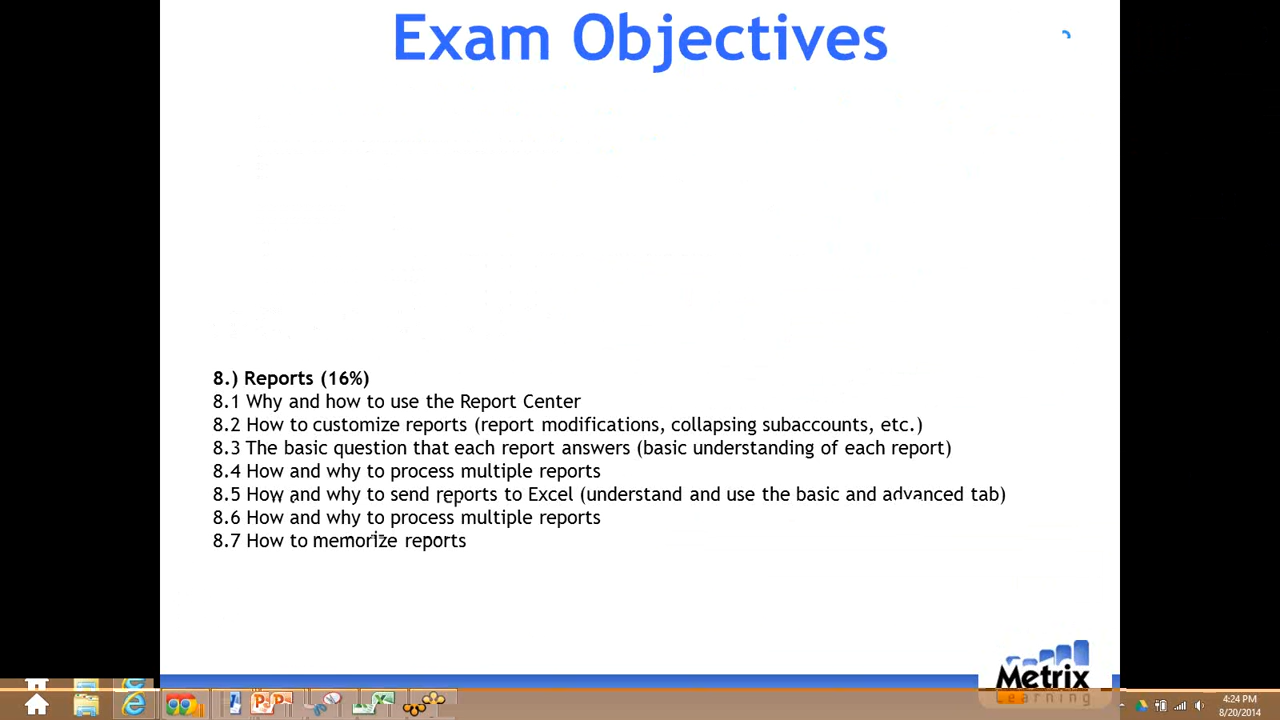 Exam Objectives
8.) Reports (16%)
8.1 Why and how to use the Report Center
8.2 How to customize reports (report modifications, collapsing subaccounts, etc.)
8.3 The basic question that each report answers (basic understanding of each report)
8.4 How and why to process multiple reports
8.5 How and why to send reports to Excel (understand and use the basic and advanced tab)
8.6 How and why to process multiple reports
8.7 How to memorize reports
Metrix
Learning
4:24 PM
8/20/2014